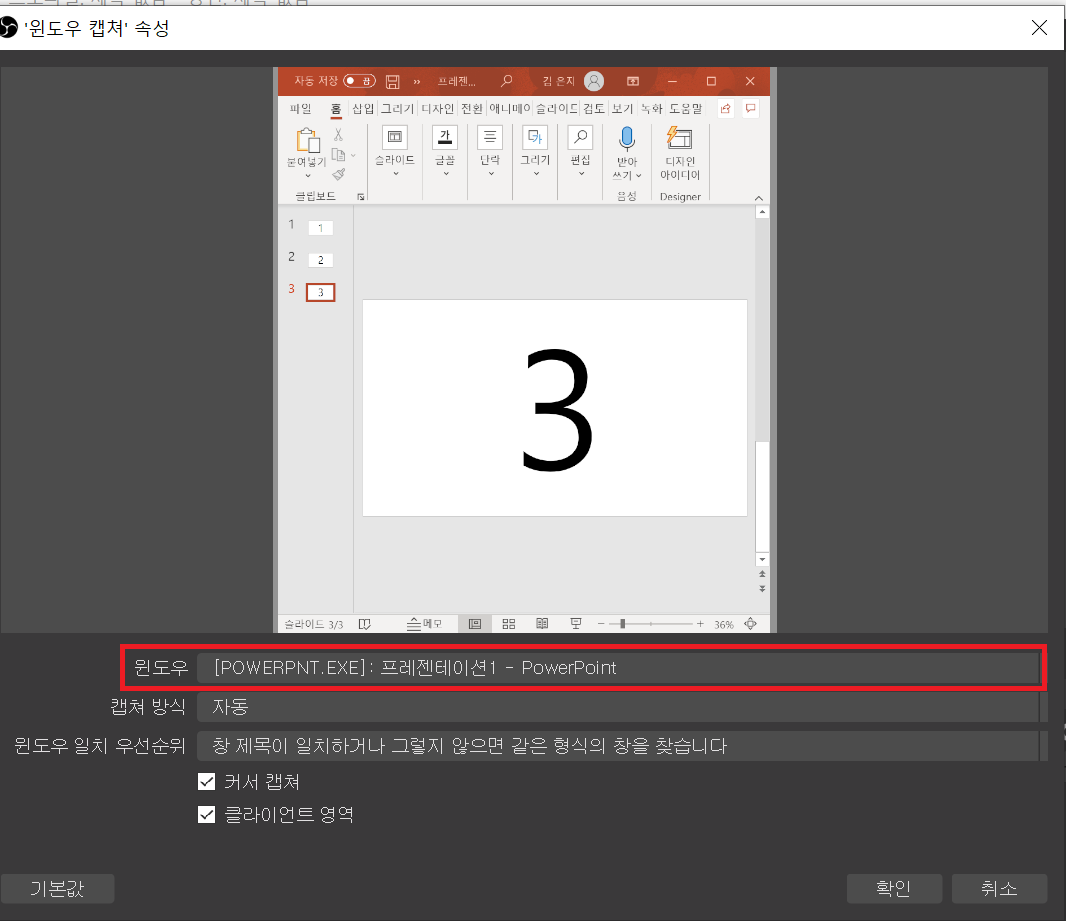 '윈도우 캡쳐' 속성
자동 저장 끔 프레젠... 김 은지
파일 홈 삽입 그리기 디자인 전환 애니메이 슬라이드 검토 보기 녹화 도움말
가
붙여넣기 슬라이드 글꼴 단락 그리기 편집 받아 쓰기 디자인 아이디어
클립보드 음성 Designer
1 1
2 2
3 3
3
슬라이드 3/3 메모 36%
윈도우 [POWERPNT.EXE]: 프레젠테이션1 - PowerPoint
캡쳐 방식 자동
윈도우 일치 우선순위 창 제목이 일치하거나 그렇지 않으면 같은 형식의 창을 찾습니다
커서 캡쳐
클라이언트 영역
기본값 확인 취소